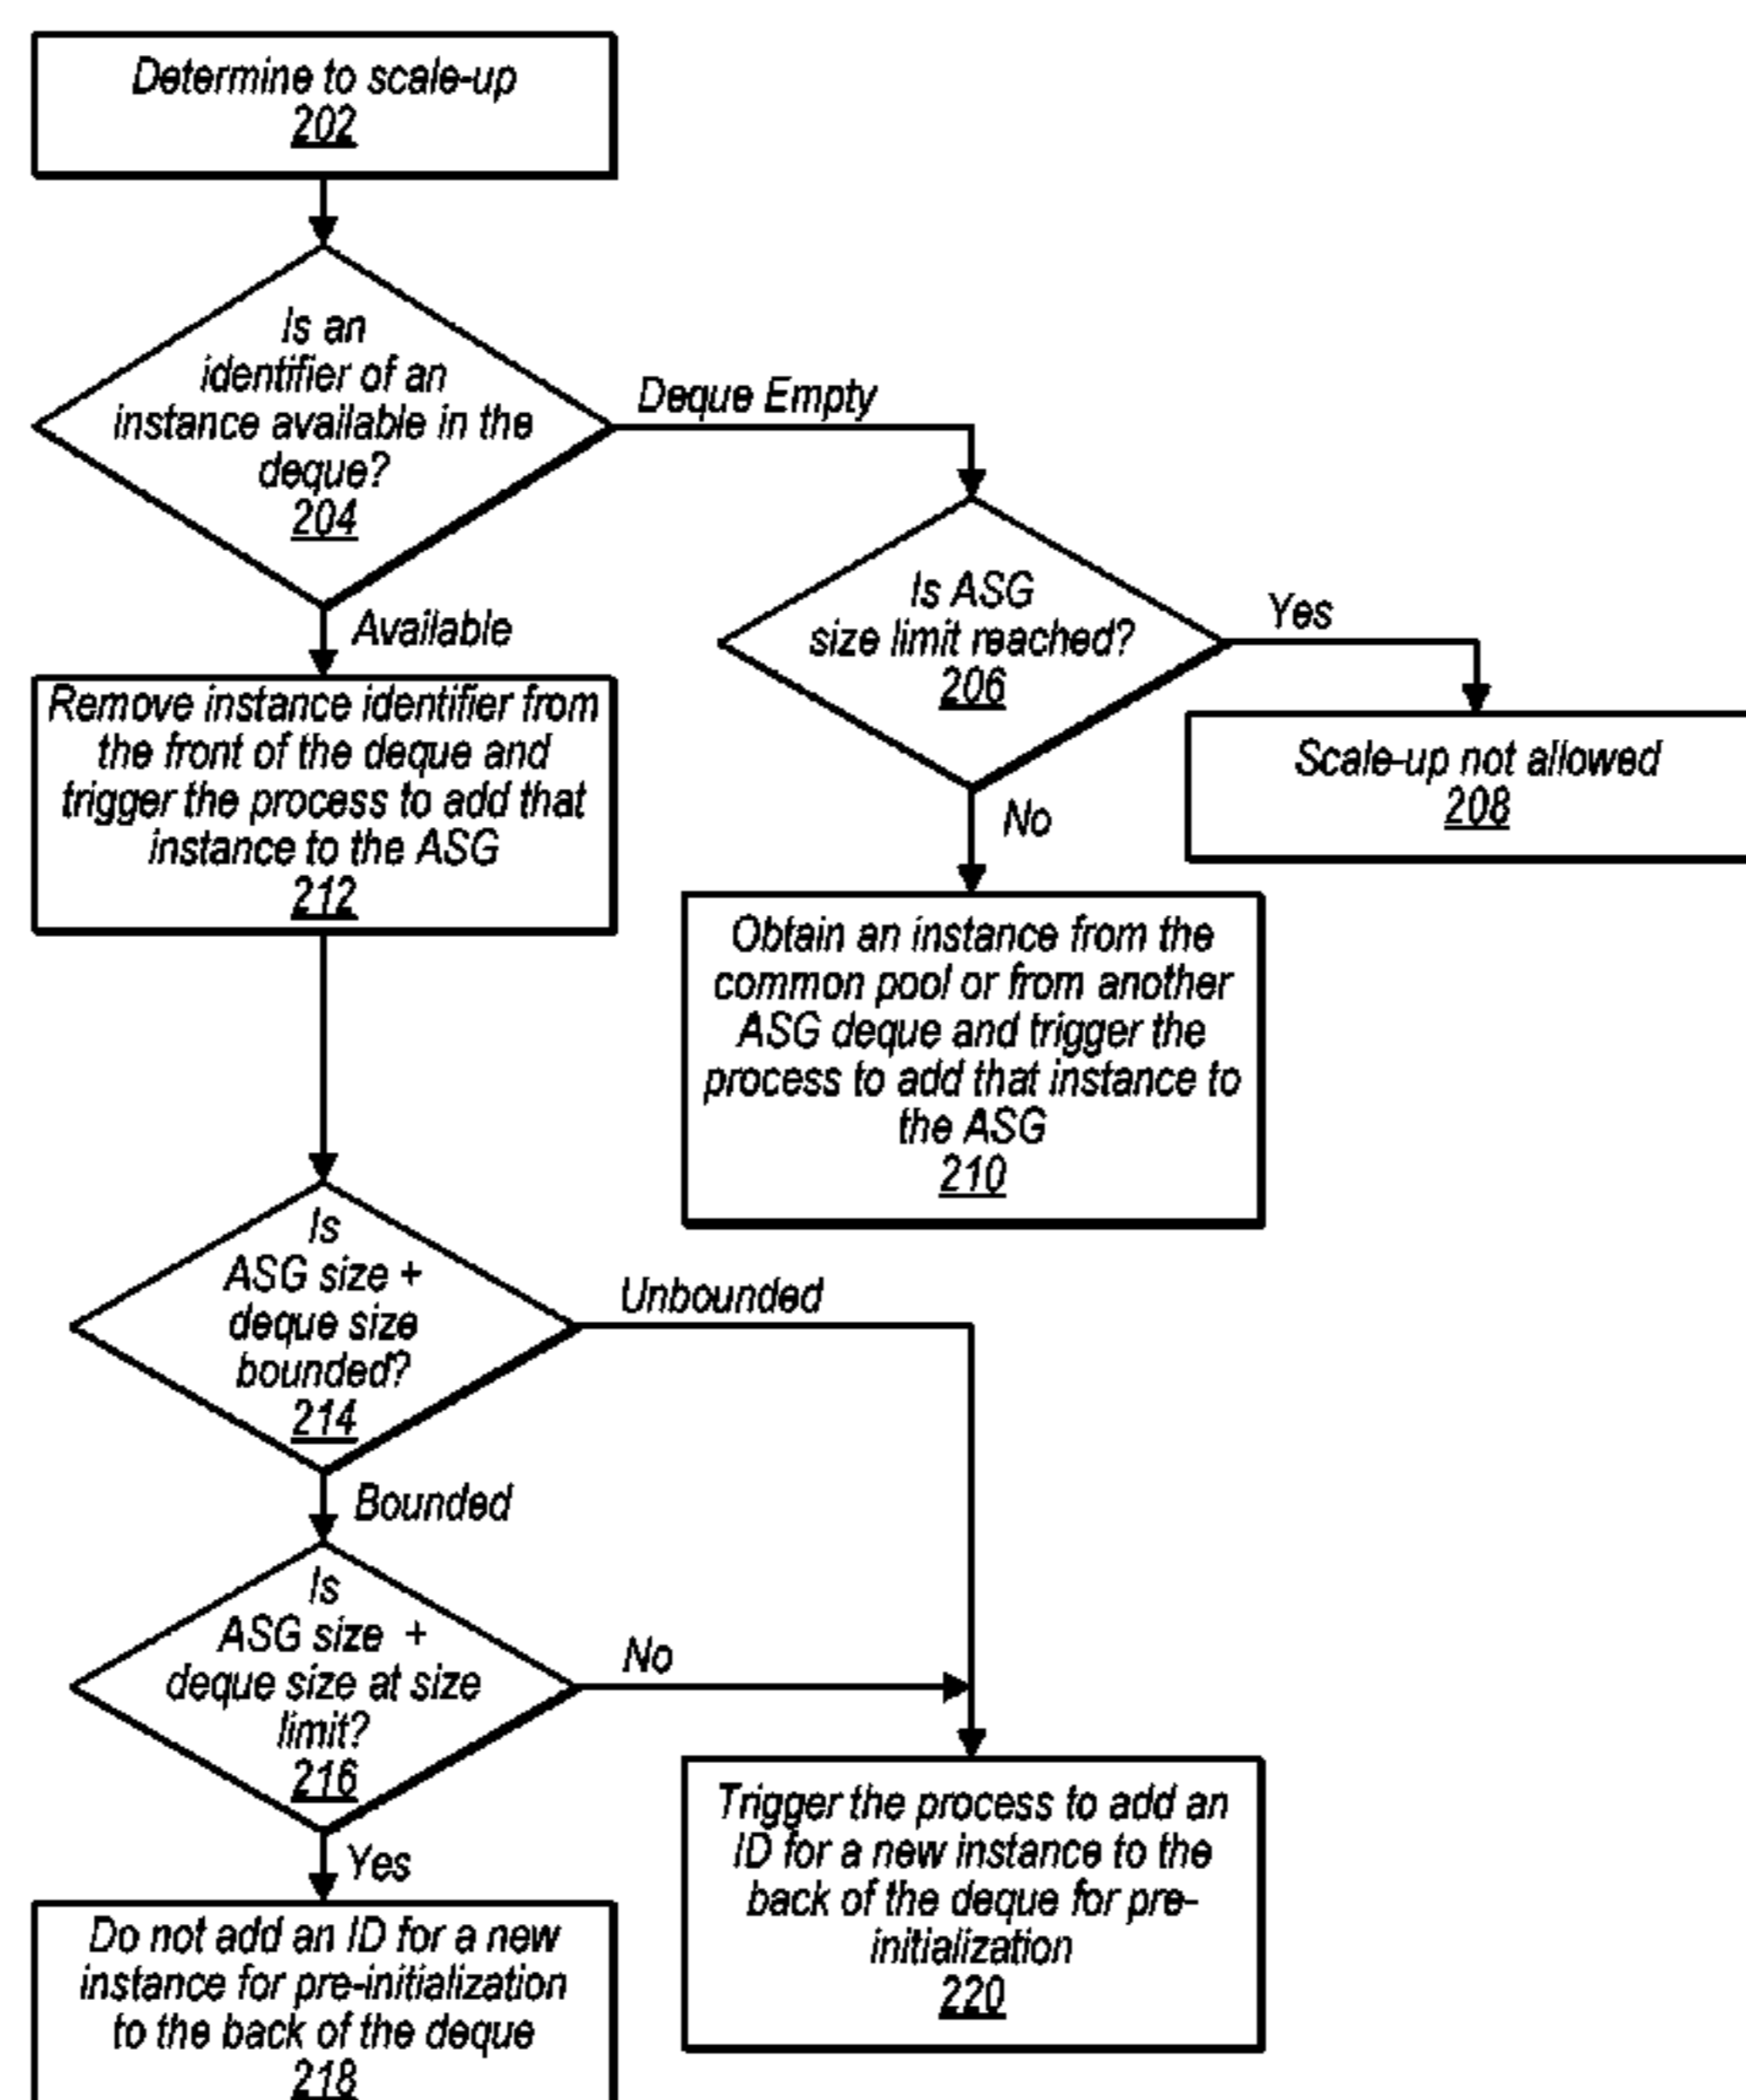 Determine to scale-up
202
Is an
identifier of an
instance available in the
deque?
204
Deque Empty
Available
Is ASG
size limit reached?
206
Yes
Scale-up not allowed
208
No
Remove instance identifier from
the front of the deque and
trigger the process to add that
instance to the ASG
212
Obtain an instance from the
common pool or from another
ASG deque and trigger the
process to add that instance to
the ASG
210
Is
ASG size +
deque size
bounded?
214
Unbounded
Bounded
Is
ASG size +
deque size at size
limit?
216
No
Yes
Trigger the process to add an
ID for a new instance to the
back of the deque for pre-
initialization
220
Do not add an ID for a new
instance for pre-initialization
to the back of the deque
218